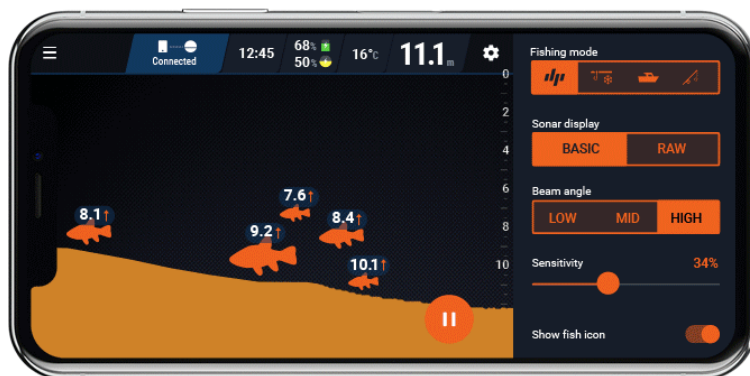 Connected
12:45
68%
50%
16°c
11.1 m
0
2
4
6
8
10
8.1↑
9.2↑
7.6↑
8.4↑
10.1↑
Fishing mode
Sonar display
BASIC RAW
Beam angle
LOW MID HIGH
Sensitivity 34%
Show fish icon